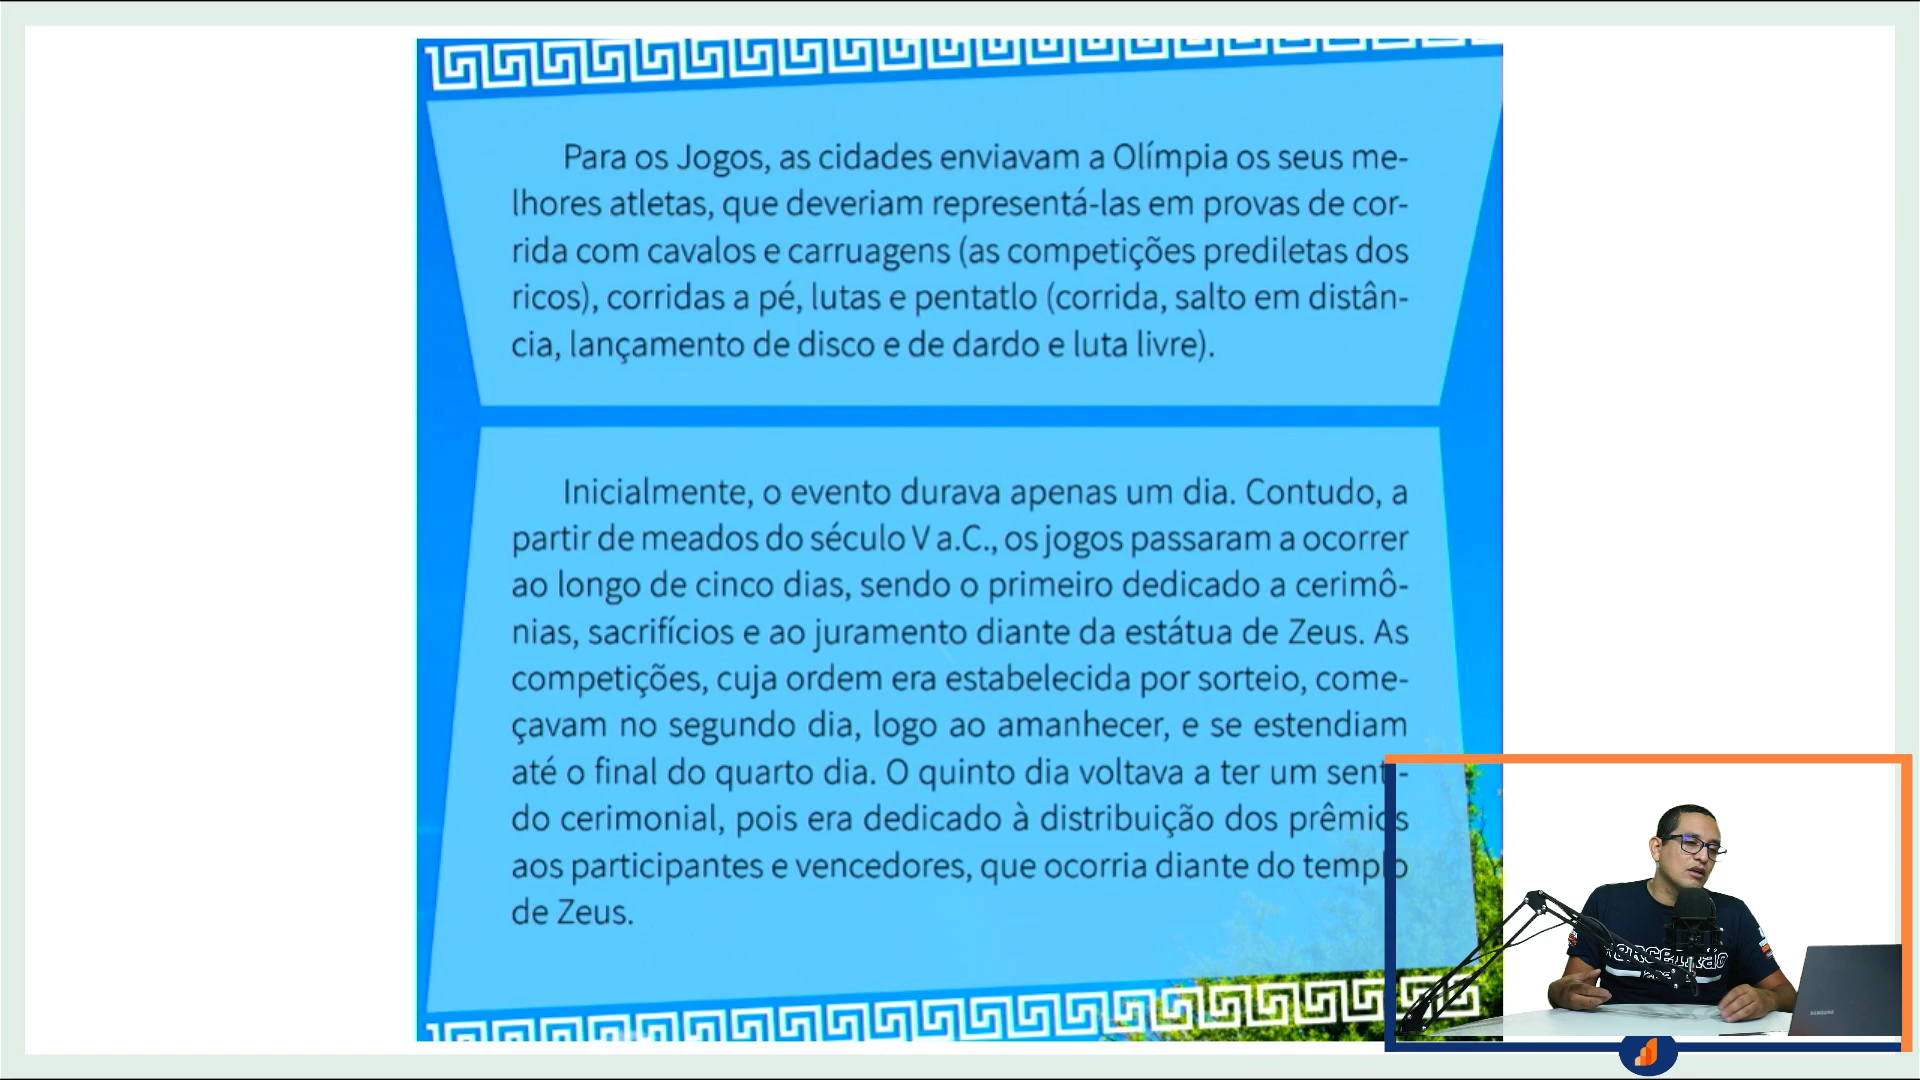 Para os Jogos, as cidades enviavam a Olímpia os seus me-
lhores atletas, que deveriam representá-las em provas de cor-
rida com cavalos e carruagens (as competições prediletas dos
ricos), corridas a pé, lutas e pentatlo (corrida, salto em distân-
cia, lançamento de disco e de dardo e luta livre).
Inicialmente, o evento durava apenas um dia. Contudo, a
partir de meados do século V a.C., os jogos passaram a ocorrer
ao longo de cinco dias, sendo o primeiro dedicado a cerimô-
nias, sacrifícios e ao juramento diante da estátua de Zeus. As
competições, cuja ordem era estabelecida por sorteio, come-
çavam no segundo dia, logo ao amanhecer, e se estendiam
até o final do quarto dia. O quinto dia voltava a ter um senti-
do cerimonial, pois era dedicado à distribuição dos prêmios
aos participantes e vencedores, que ocorria diante do templo
de Zeus.
SAMSUNG